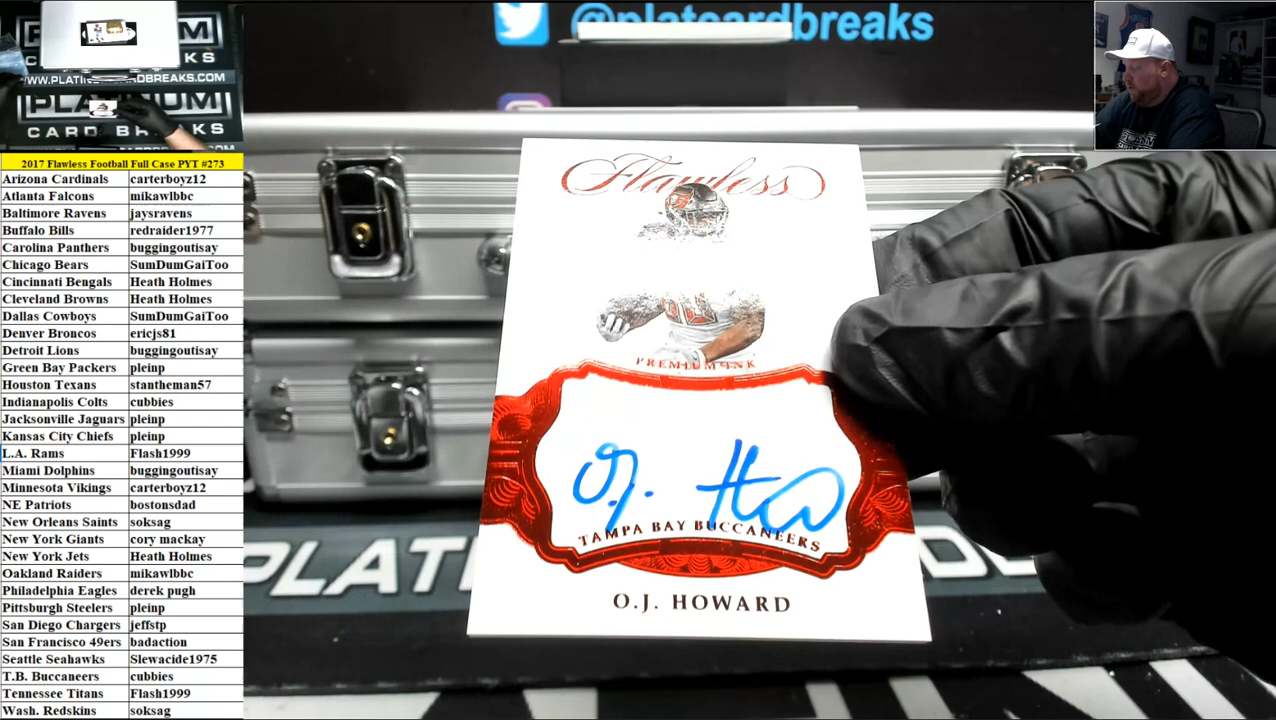 @platcardbreaks
PLATINUM
CARD BREAKS
WWW.PLATINUMCARDBREAKS.COM
PLATINUM
CARD BREAKS
2017 Flawless Football Full Case PYT #273
Arizona Cardinals carterboyz12
Atlanta Falcons mikawlbbc
Baltimore Ravens jaysravens
Buffalo Bills redraider1977
Carolina Panthers buggingoutisay
Chicago Bears SumDumGaiToo
Cincinnati Bengals Heath Holmes
Cleveland Browns Heath Holmes
Dallas Cowboys SumDumGaiToo
Denver Broncos ericjs81
Detroit Lions buggingoutisay
Green Bay Packers pleinp
Houston Texans stantheman57
Indianapolis Colts cubbies
Jacksonville Jaguars pleinp
Kansas City Chiefs pleinp
L.A. Rams Flash1999
Miami Dolphins buggingoutisay
Minnesota Vikings carterboyz12
NE Patriots bostonsdad
New Orleans Saints soksag
New York Giants cory mackay
New York Jets Heath Holmes
Oakland Raiders mikawlbbc
Philadelphia Eagles derek pugh
Pittsburgh Steelers pleinp
San Diego Chargers jeffstp
San Francisco 49ers badaction
Seattle Seahawks Slewacide1975
T.B. Buccaneers cubbies
Tennessee Titans Flash1999
Wash. Redskins soksag
Flawless
PREMIUM INK
O.J. Howard
TAMPA BAY BUCCANEERS
O.J. HOWARD
PLATI